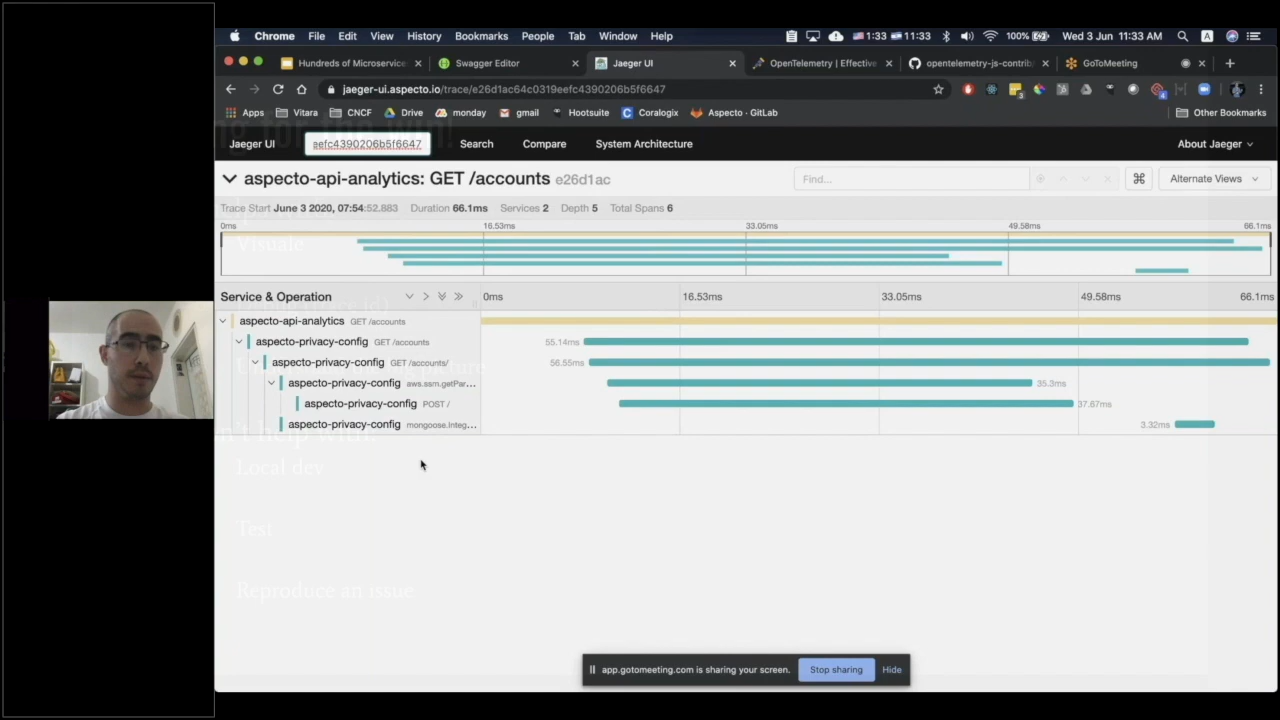 Chrome File Edit View History Bookmarks People Tab Window Help 1:33 11:33 100% Wed 3 Jun 11:33 AM A
Hundreds of Microservice × Swagger Editor × Jaeger UI × OpenTelemetry | Effective × opentelemetry-js-contrib × GoToMeeting × +
jaeger-ui.aspecto.io/trace/e26d1ac64c0319eefc4390206b5f6647
Apps Vitara CNCF Drive monday gmail Hootsuite Coralogix Aspecto · GitLab Other Bookmarks
Jaeger UI eefc4390206b5f6647 Search Compare System Architecture About Jaeger
aspecto-api-analytics: GET /accounts e26d1ac Find... ⌘ Alternate Views
Trace Start June 3 2020, 07:54:52.883 Duration 66.1ms Services 2 Depth 5 Total Spans 6
0ms 16.53ms 33.05ms 49.58ms 66.1ms
Visuale
Service & Operation 0ms 16.53ms 33.05ms 49.58ms 66.1ms
aspecto-api-analytics GET /accounts
aspecto-privacy-config GET /accounts 55.14ms
aspecto-privacy-config GET /accounts/ 56.55ms
aspecto-privacy-config aws.ssm.getPar... 35.3ms
aspecto-privacy-config POST / 37.67ms
aspecto-privacy-config mongoose.Integ... 3.32ms
Local dev
Test
Reproduce an issue
app.gotomeeting.com is sharing your screen. Stop sharing Hide